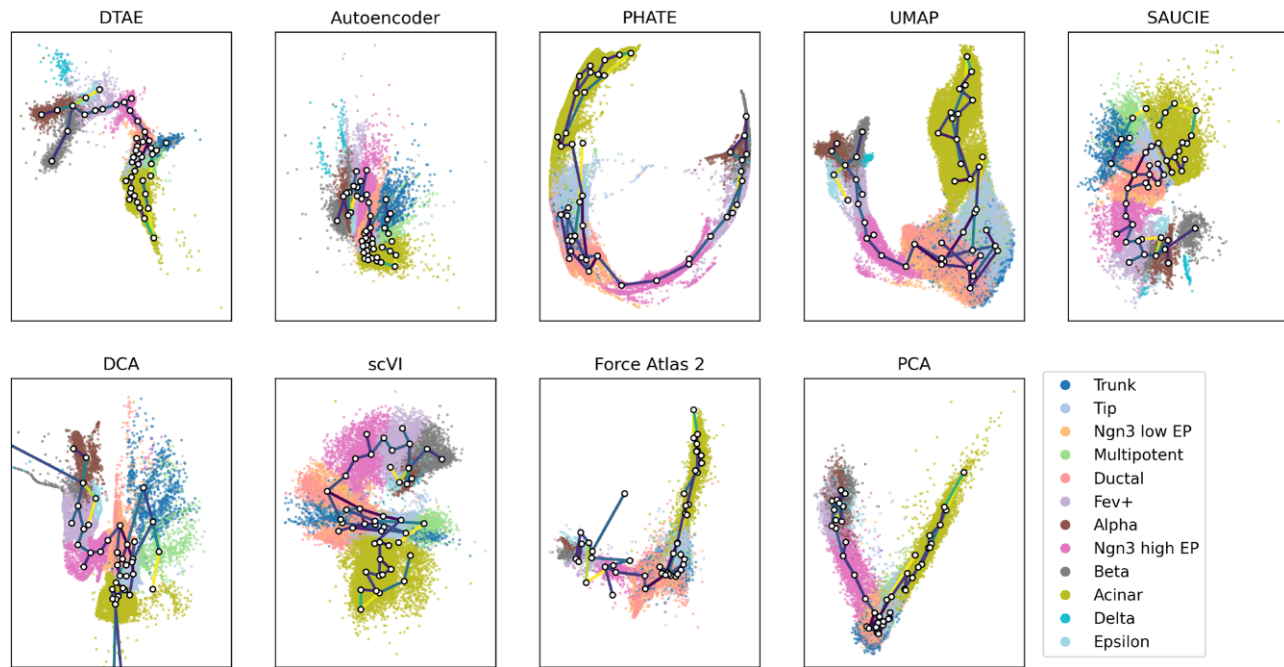 DTAE
Autoencoder
PHATE
UMAP
SAUCIE
DCA
scVI
Force Atlas 2
PCA
Trunk
Tip
Ngn3 low EP
Multipotent
Ductal
Fev+
Alpha
Ngn3 high EP
Beta
Acinar
Delta
Epsilon